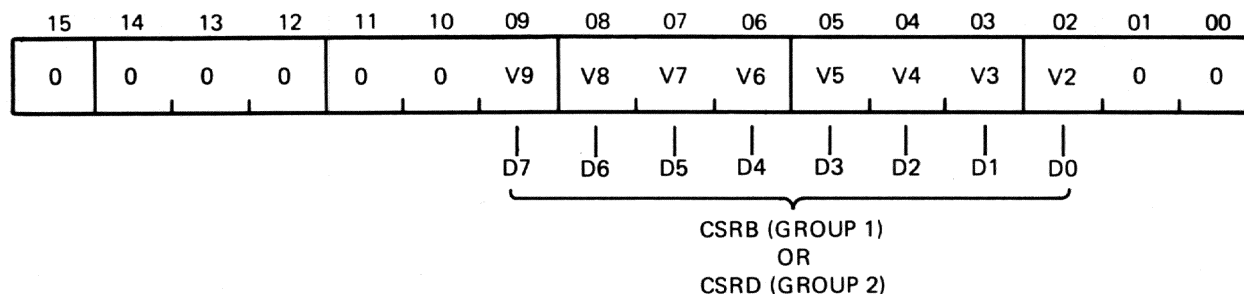 15 14 13 12 11 10 09 08 07 06 05 04 03 02 01 00
0 0 0 0 0 0 V9 V8 V7 V6 V5 V4 V3 V2 0 0
D7 D6 D5 D4 D3 D2 D1 D0
CSRB (GROUP 1)
OR
CSRD (GROUP 2)